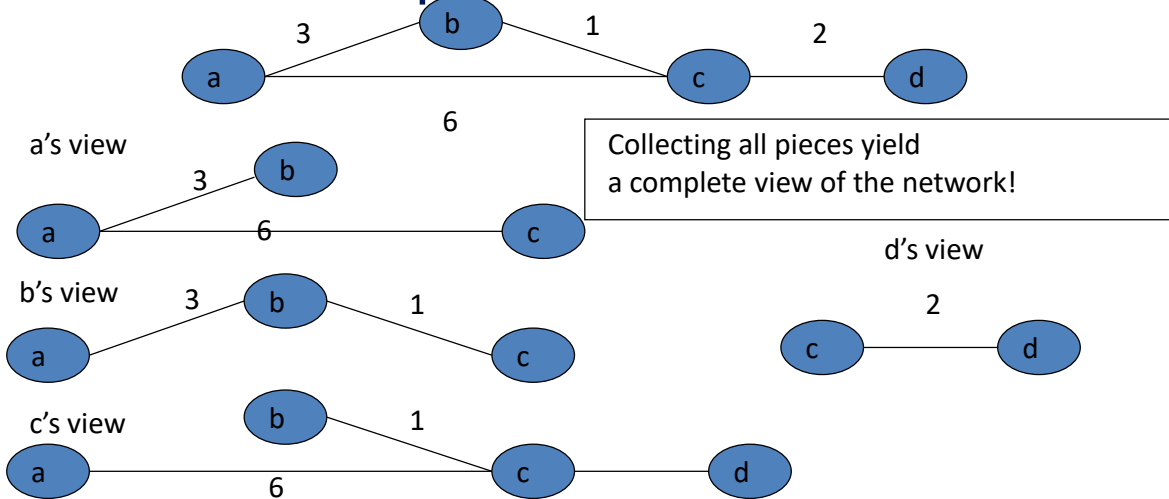 b
3
1
2
a
c
d
6
a's view
Collecting all pieces yield
a complete view of the network!
b
3
a
6
c
d's view
b's view
3
b
1
2
a
c
c
d
b
1
c's view
a
c
d
6